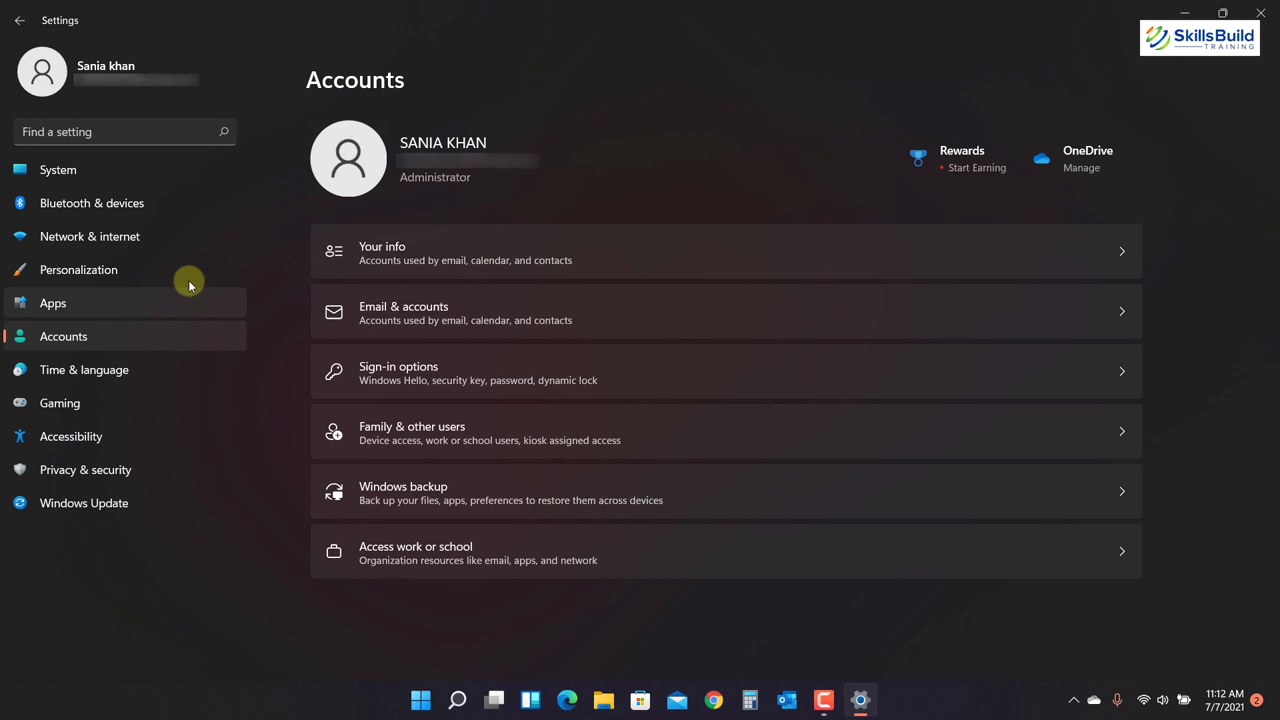 Settings
SkillsBuild
TRAINING
Sania khan
Find a setting
System
Bluetooth & devices
Network & internet
Personalization
Apps
Accounts
Time & language
Gaming
Accessibility
Privacy & security
Windows Update
Accounts
SANIA KHAN
Administrator
Rewards
Start Earning
OneDrive
Manage
Your info
Accounts used by email, calendar, and contacts
Email & accounts
Accounts used by email, calendar, and contacts
Sign-in options
Windows Hello, security key, password, dynamic lock
Family & other users
Device access, work or school users, kiosk assigned access
Windows backup
Back up your files, apps, preferences to restore them across devices
Access work or school
Organization resources like email, apps, and network
11:12 AM
7/7/2021
2